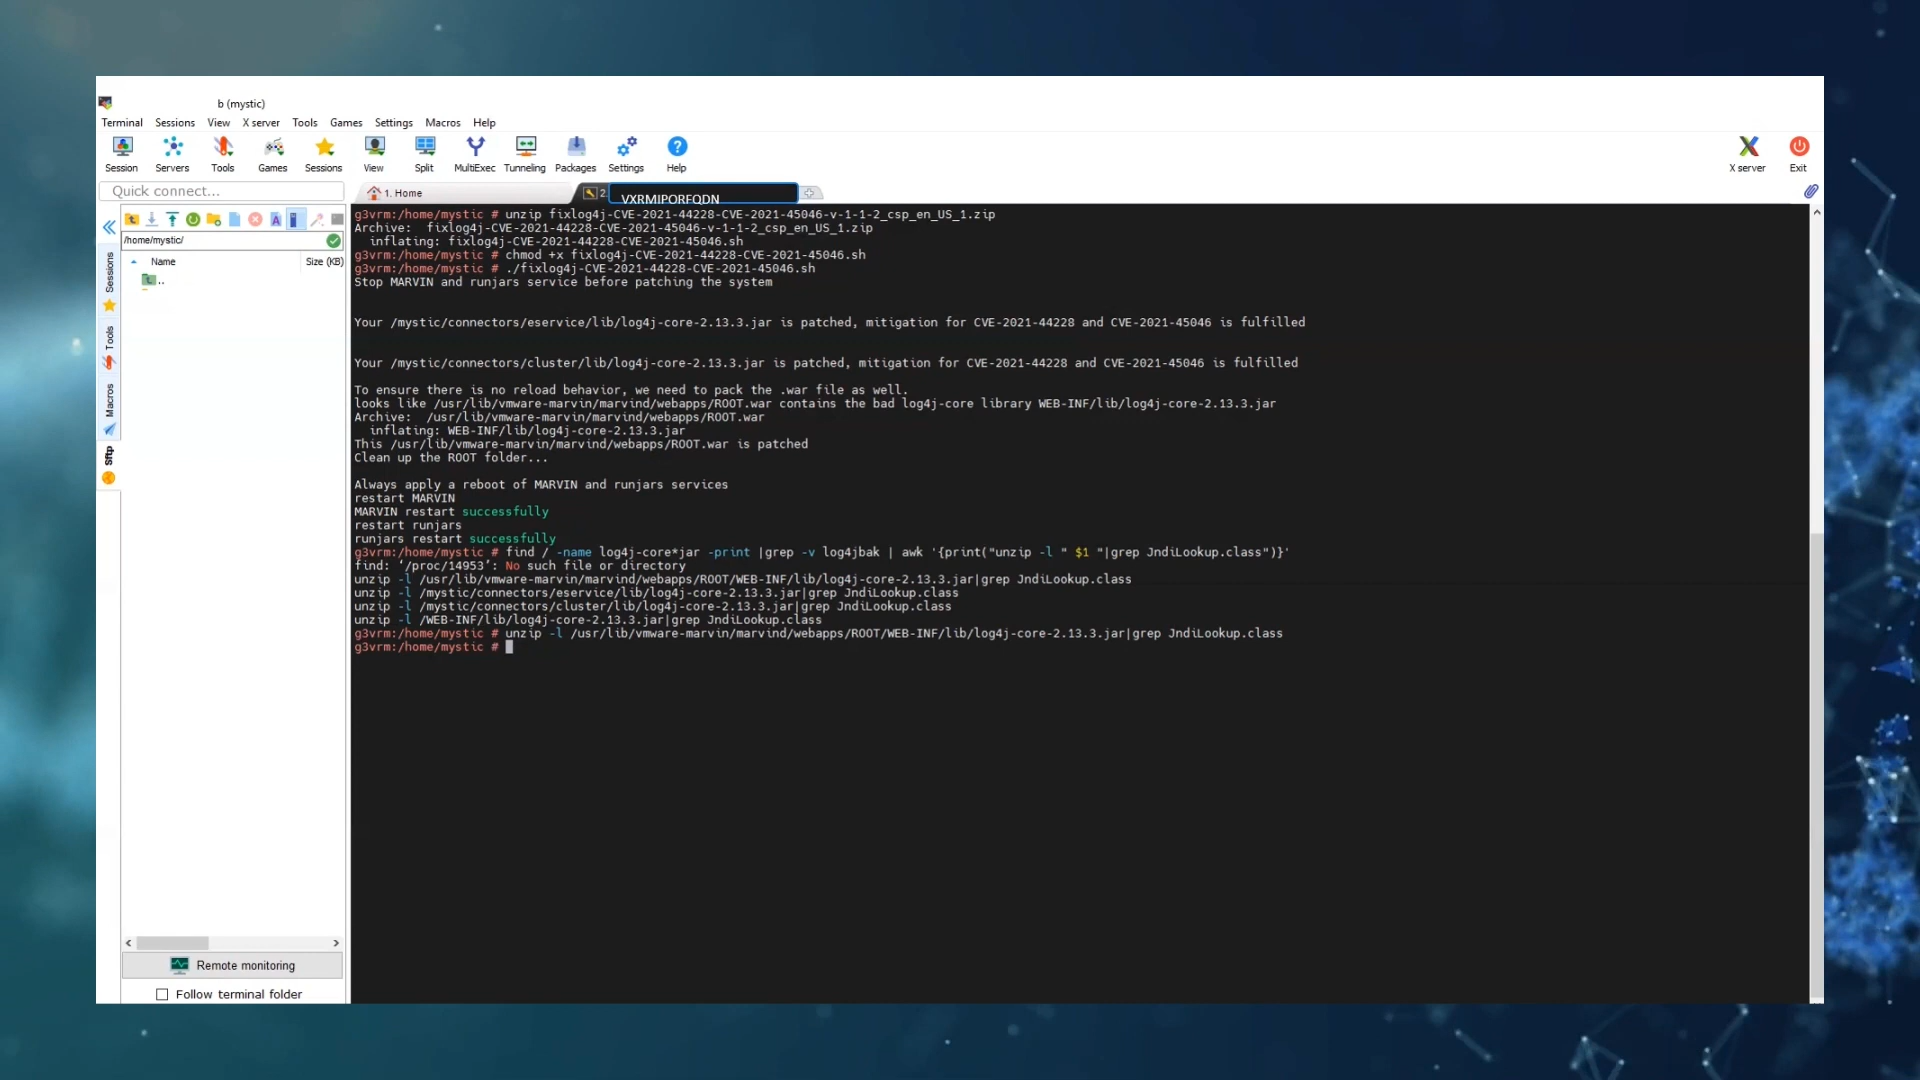 b (mystic)
Terminal Sessions View X server Tools Games Settings Macros Help
Session Servers Tools Games Sessions View Split MultiExec Tunneling Packages Settings Help X server Exit
Quick connect...
1. Home
2.
VXRMIPORFQDN
/home/mystic/
Name Size (KB)
..
Sessions
Tools
Macros
Sftp
g3vrm:/home/mystic # unzip fixlog4j-CVE-2021-44228-CVE-2021-45046-v-1-1-2_csp_en_US_1.zip
Archive:  fixlog4j-CVE-2021-44228-CVE-2021-45046-v-1-1-2_csp_en_US_1.zip
inflating: fixlog4j-CVE-2021-44228-CVE-2021-45046.sh
g3vrm:/home/mystic # chmod +x fixlog4j-CVE-2021-44228-CVE-2021-45046.sh
g3vrm:/home/mystic # ./fixlog4j-CVE-2021-44228-CVE-2021-45046.sh
Stop MARVIN and runjars service before patching the system
Your /mystic/connectors/eservice/lib/log4j-core-2.13.3.jar is patched, mitigation for CVE-2021-44228 and CVE-2021-45046 is fulfilled
Your /mystic/connectors/cluster/lib/log4j-core-2.13.3.jar is patched, mitigation for CVE-2021-44228 and CVE-2021-45046 is fulfilled
To ensure there is no reload behavior, we need to pack the .war file as well.
looks like /usr/lib/vmware-marvin/marvind/webapps/ROOT.war contains the bad log4j-core library WEB-INF/lib/log4j-core-2.13.3.jar
Archive:  /usr/lib/vmware-marvin/marvind/webapps/ROOT.war
inflating: WEB-INF/lib/log4j-core-2.13.3.jar
This /usr/lib/vmware-marvin/marvind/webapps/ROOT.war is patched
Clean up the ROOT folder...
Always apply a reboot of MARVIN and runjars services
restart MARVIN
MARVIN restart successfully
restart runjars
runjars restart successfully
g3vrm:/home/mystic # find / -name log4j-core*jar -print |grep -v log4jbak | awk '{print("unzip -l " $1 "|grep JndiLookup.class")}'
find: ‘/proc/14953’: No such file or directory
unzip -l /usr/lib/vmware-marvin/marvind/webapps/ROOT/WEB-INF/lib/log4j-core-2.13.3.jar|grep JndiLookup.class
unzip -l /mystic/connectors/eservice/lib/log4j-core-2.13.3.jar|grep JndiLookup.class
unzip -l /mystic/connectors/cluster/lib/log4j-core-2.13.3.jar|grep JndiLookup.class
unzip -l /WEB-INF/lib/log4j-core-2.13.3.jar|grep JndiLookup.class
g3vrm:/home/mystic # unzip -l /usr/lib/vmware-marvin/marvind/webapps/ROOT/WEB-INF/lib/log4j-core-2.13.3.jar|grep JndiLookup.class
g3vrm:/home/mystic #
Remote monitoring
Follow terminal folder